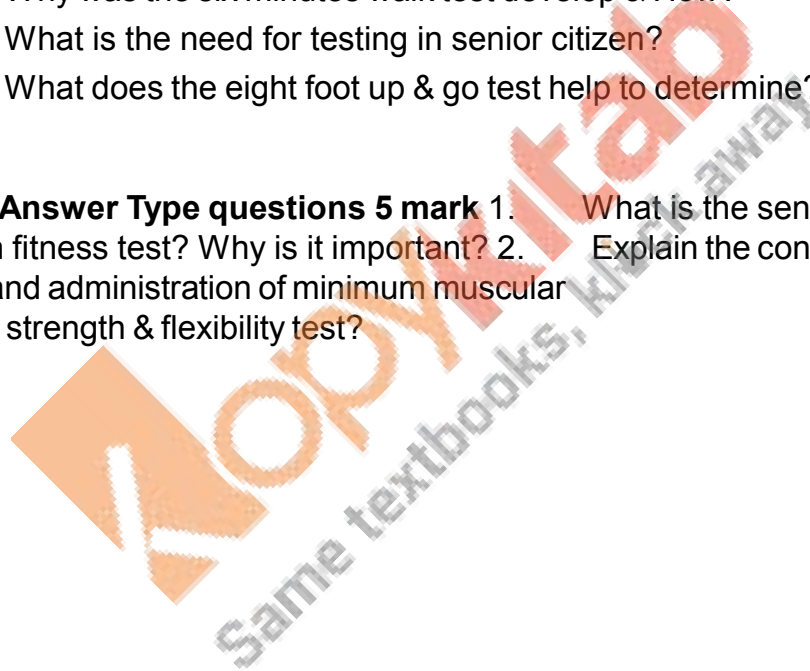 What is the need for testing in senior citizen?
What does the eight foot up & go test help to determine?
Answer Type questions 5 mark 1. What is the sen
fitness test? Why is it important? 2. Explain the con
and administration of minimum muscular
strength & flexibility test?
opykitab
Same textbooks, klick away